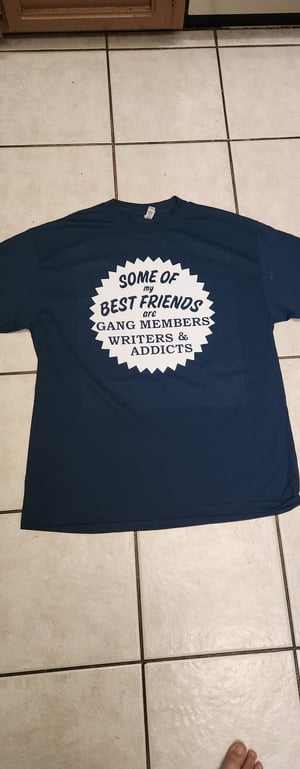 SOME OF
my
BEST FRIENDS
are
GANG MEMBERS
WRITERS &
ADDICTS